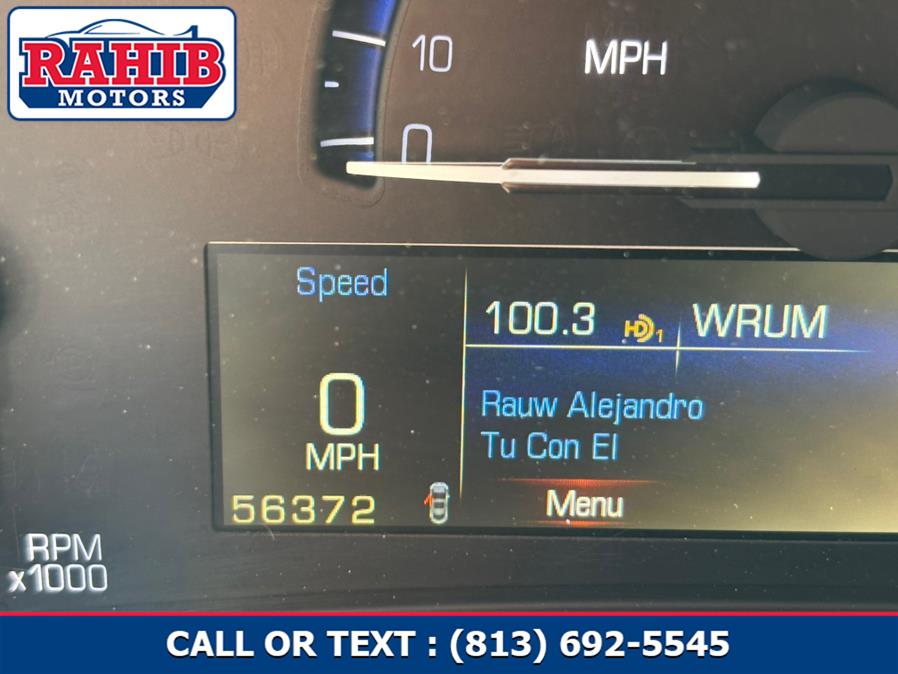 RAHIB
MOTORS
10
MPH
0
Speed
100.3 HD1 WRUM
0
MPH
Rauw Alejandro
Tu Con El
56372
Menu
RPM
x1000
CALL OR TEXT : (813) 692-5545